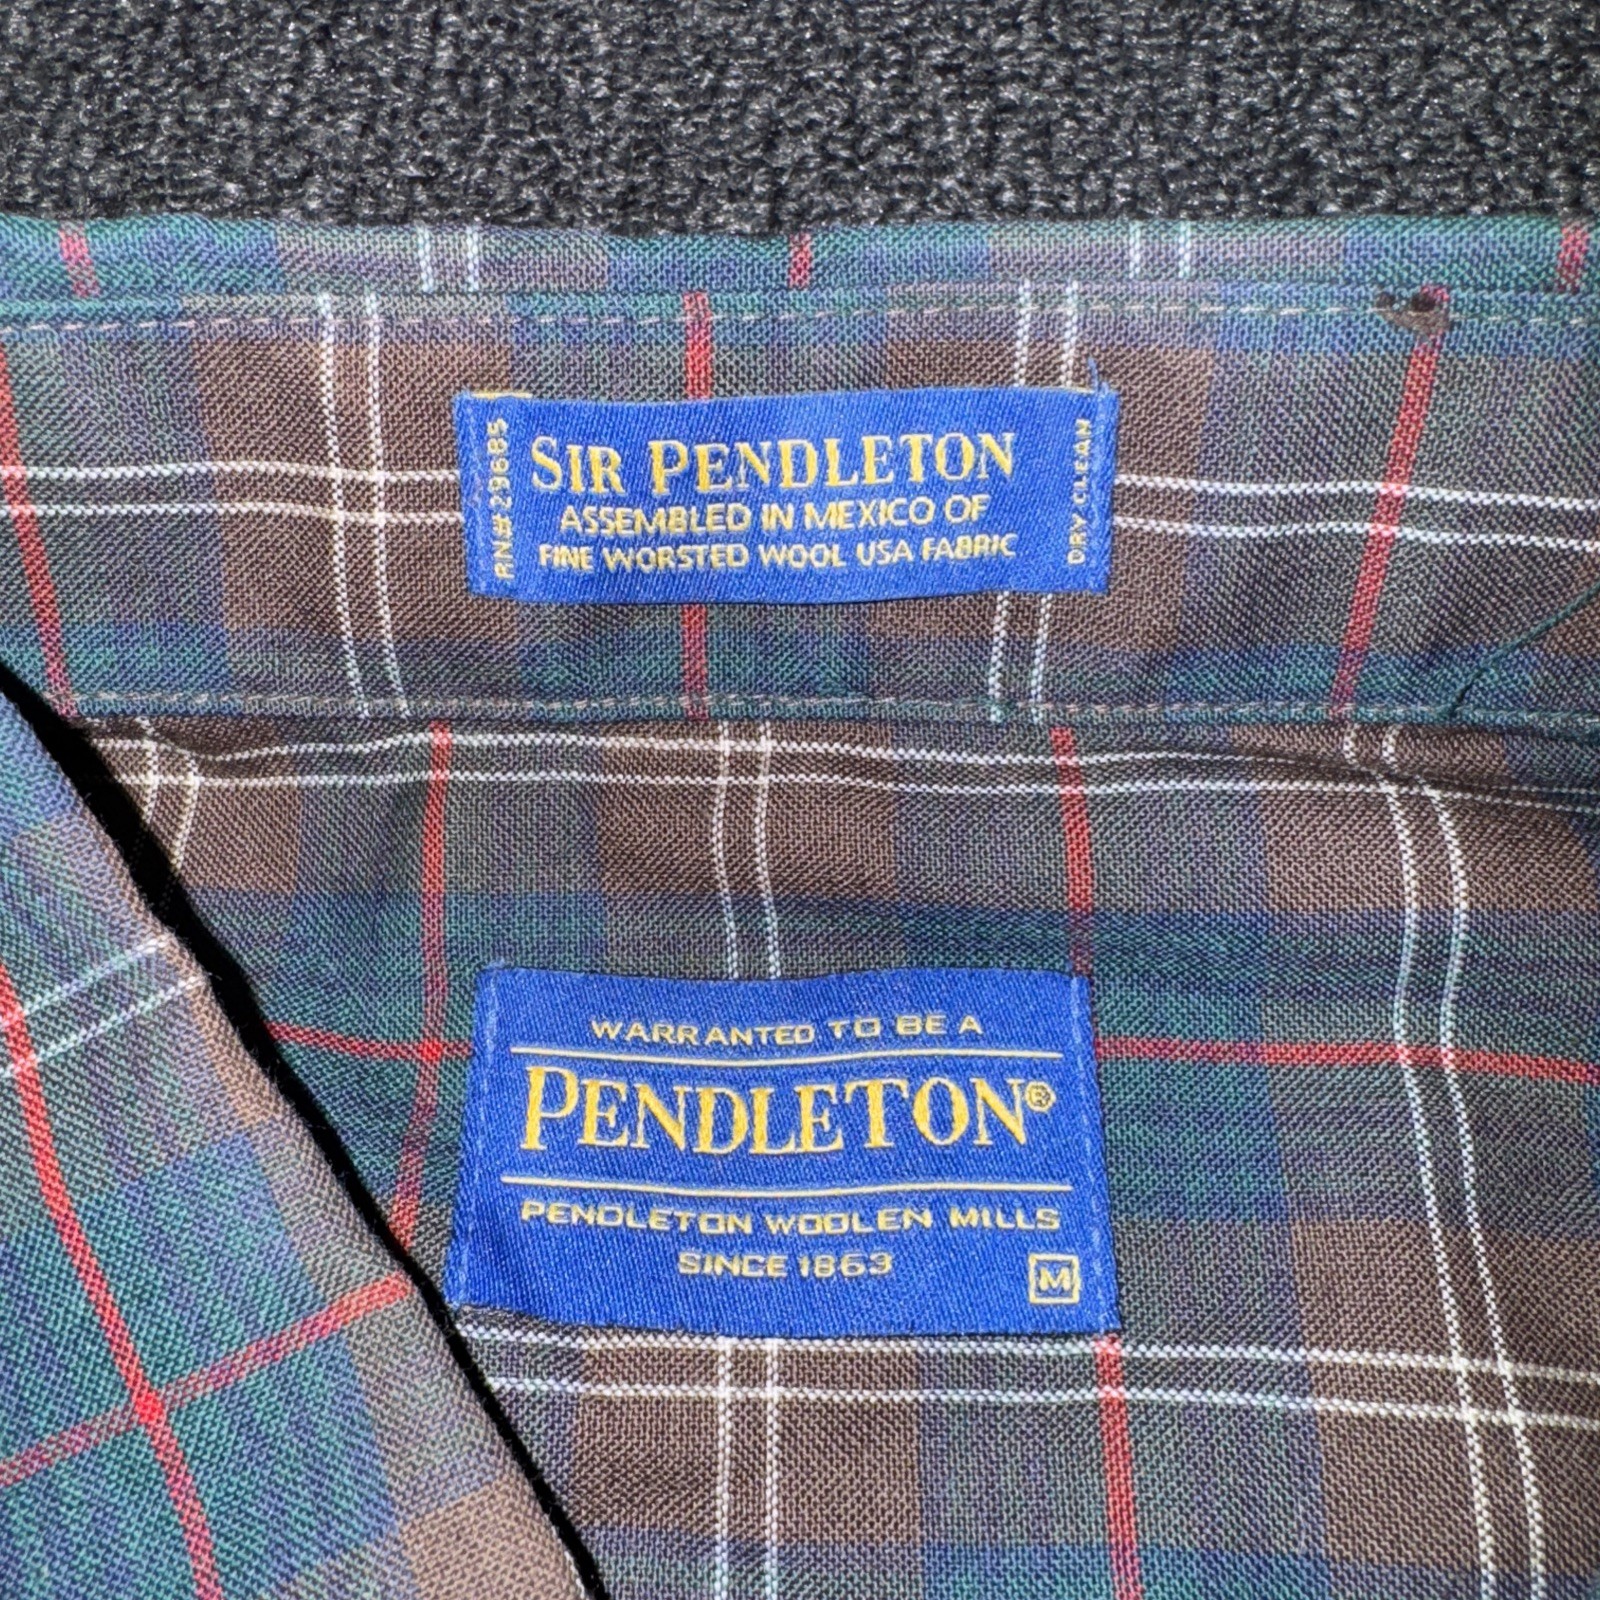 RN# 29685
SIR PENDLETON
ASSEMBLED IN MEXICO OF
FINE WORSTED WOOL USA FABRIC
DRY CLEAN
WARRANTED TO BE A
PENDLETON®
PENDLETON WOOLEN MILLS
SINCE 1863
M